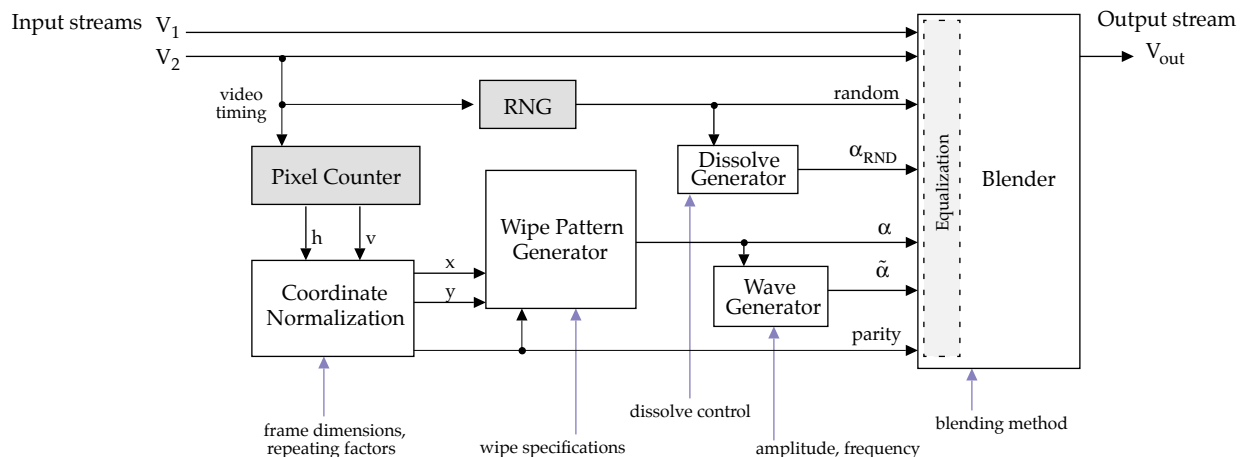 Input streams
V1
V2
Output stream
Vout
video
timing
RNG
random
Pixel Counter
Dissolve
Generator
αRND
Equalization
Blender
h
v
Wipe Pattern
Generator
α
x
y
Coordinate
Normalization
Wave
Generator
α̃
parity
dissolve control
blending method
frame dimensions,
repeating factors
wipe specifications
amplitude, frequency